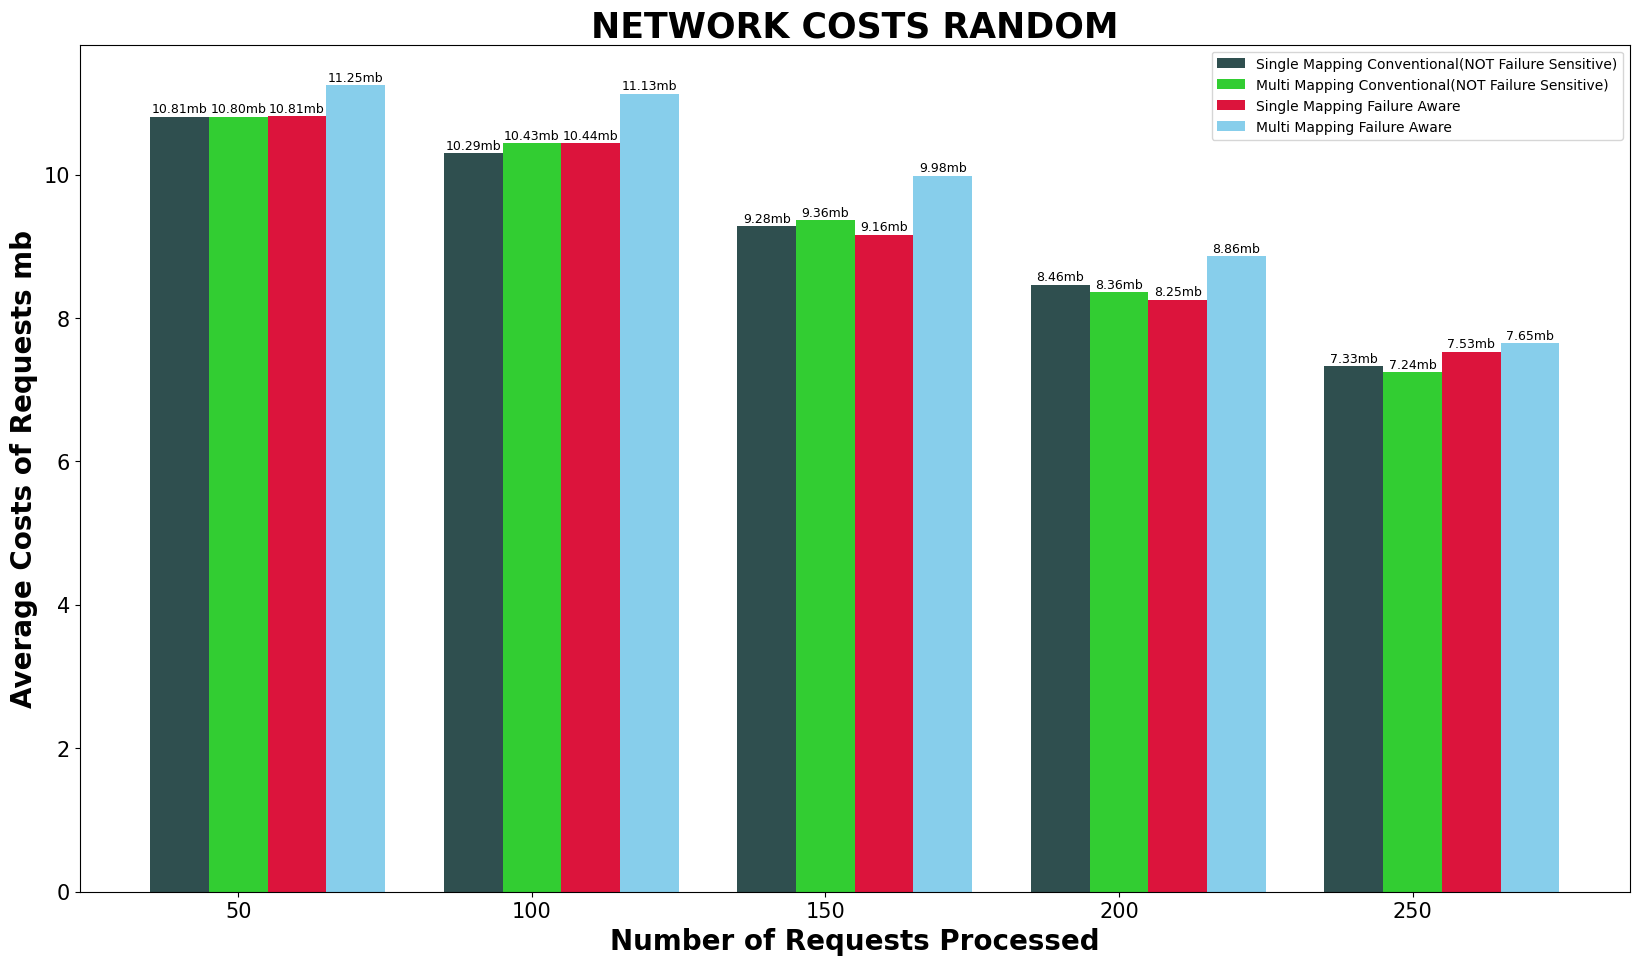 NETWORK COSTS RANDOM
Single Mapping Conventional(NOT Failure Sensitive)
Multi Mapping Conventional(NOT Failure Sensitive)
Single Mapping Failure Aware
Multi Mapping Failure Aware
10.81mb 10.80mb 10.81mb 11.25mb
10.29mb 10.43mb 10.44mb 11.13mb
9.28mb 9.36mb 9.16mb 9.98mb
8.46mb 8.36mb 8.25mb 8.86mb
7.33mb 7.24mb 7.53mb 7.65mb
Average Costs of Requests mb
10
8
6
4
2
0
50 100 150 200 250
Number of Requests Processed